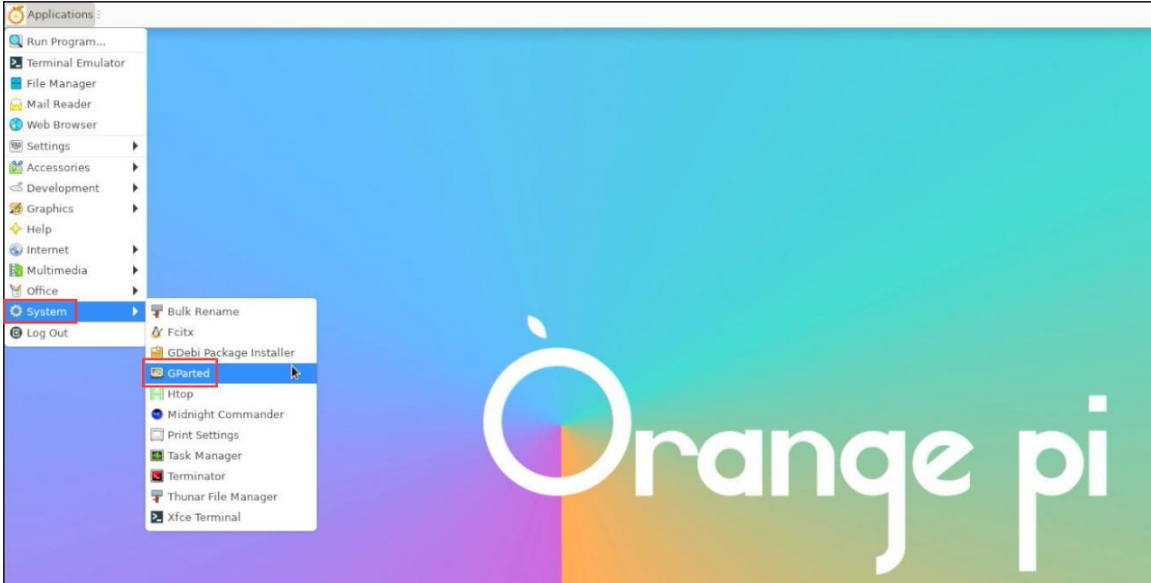 Applications
Run Program...
Terminal Emulator
File Manager
Mail Reader
Web Browser
Settings
Accessories
Development
Graphics
Help
Internet
Multimedia
Office
System
Log Out
Bulk Rename
Fcitx
GDebi Package Installer
GParted
Htop
Midnight Commander
Print Settings
Task Manager
Terminator
Thunar File Manager
Xfce Terminal
Orange pi